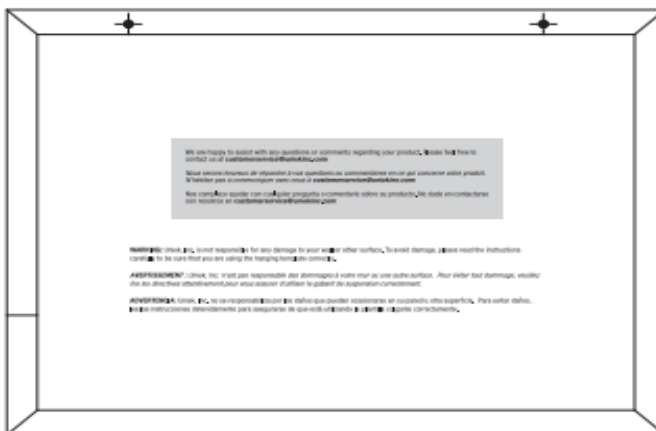 We are happy to assist with any questions or comments regarding your product. Please feel free to
contact us at customerservice@uniekinc.com
Nous serons heureux de répondre à vos questions ou commentaires en ce qui concerne votre produit.
N'hésitez pas à communiquer avec nous à customerservice@uniekinc.com
Nos complace ayudar con cualquier pregunta o comentario sobre su producto. No dude en contactarse
con nosotros en customerservice@uniekinc.com
WARNING: Uniek, Inc. is not responsible for any damage to your wall or other surface. To avoid damage, please read the instructions
carefully to be sure that you are using the hanging template correctly.
AVERTISSEMENT : Uniek, Inc. n'est pas responsable des dommages à votre mur ou une autre surface. Pour éviter tout dommage, veuillez
lire les directives attentivement pour vous assurer d'utiliser le gabarit de suspension correctement.
ADVERTENCIA: Uniek, Inc. no se responsabiliza por los daños que puedan ocasionarse en su pared u otra superficie. Para evitar daños,
lea las instrucciones detenidamente para asegurarse de que está utilizando la plantilla colgante correctamente.